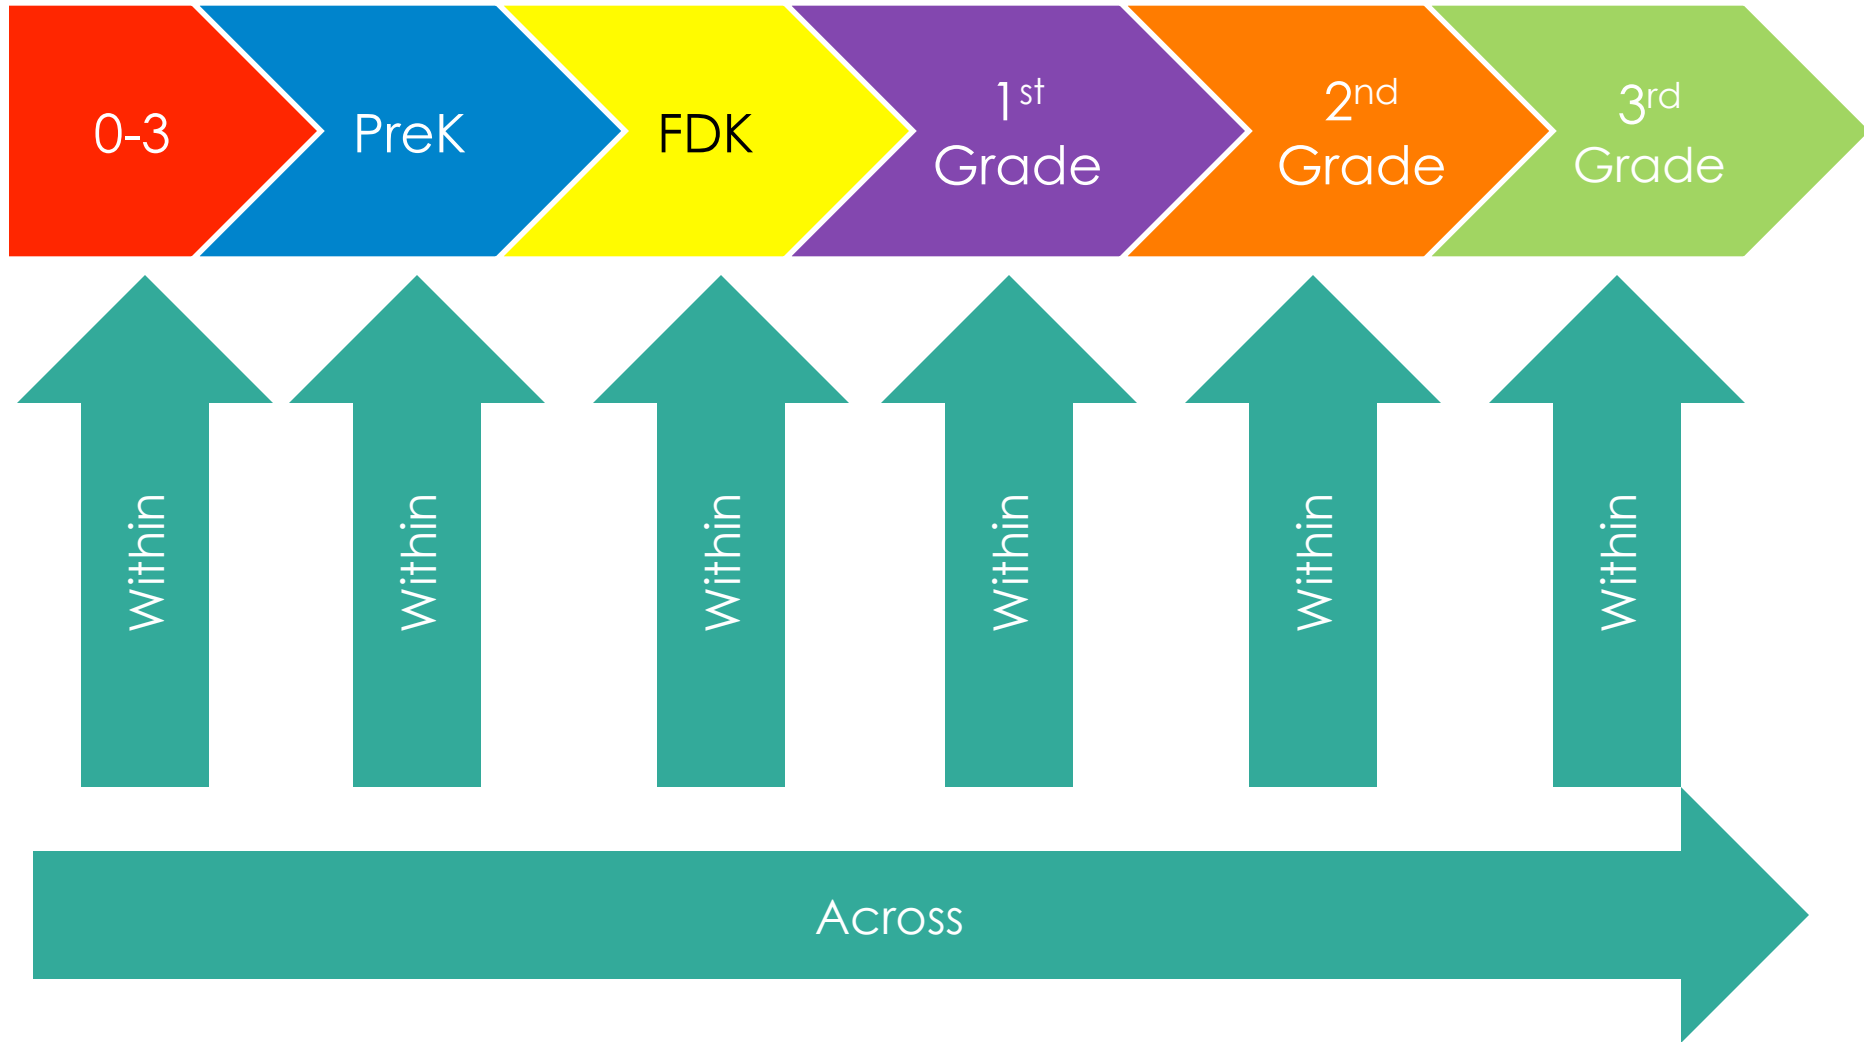 0-3
PreK
FDK
1st
Grade
2nd
Grade
3rd
Grade
Within
Within
Within
Within
Within
Within
Across